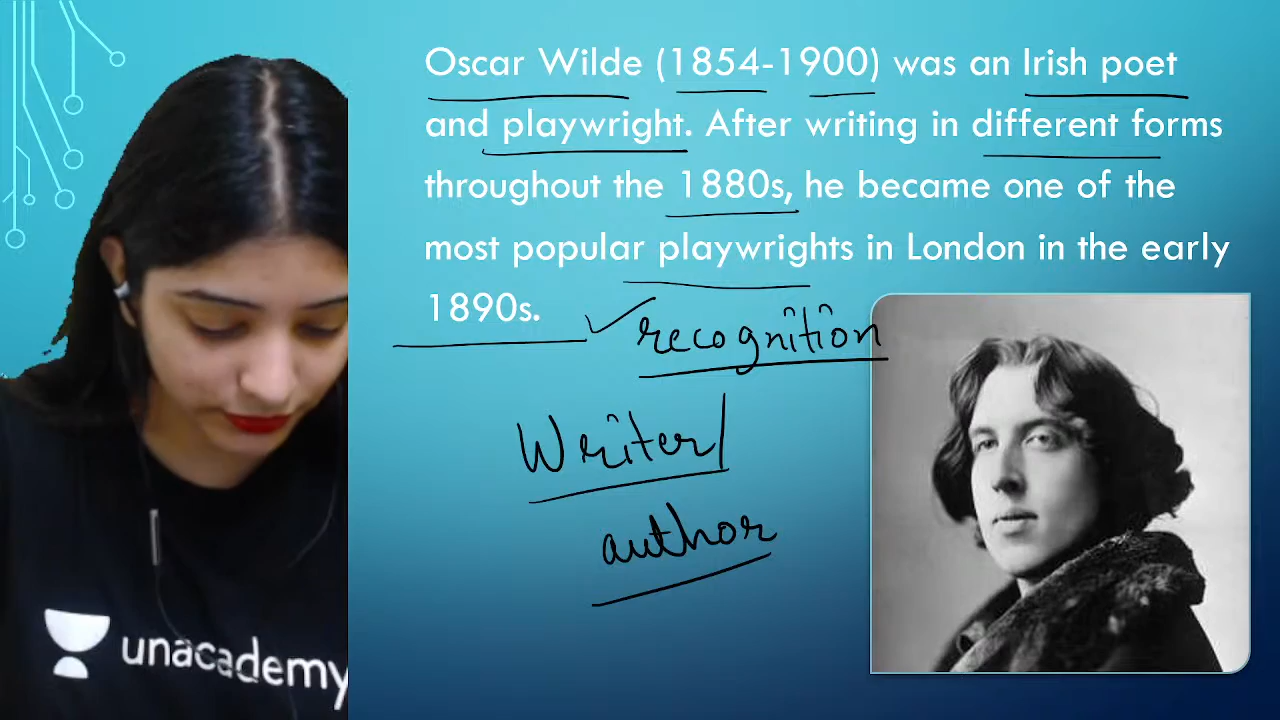 Oscar Wilde (1854-1900) was an Irish poet
and playwright. After writing in different forms
throughout the 1880s, he became one of the
most popular playwrights in London in the early
1890s.
recognition
Writer/
author
unacademy